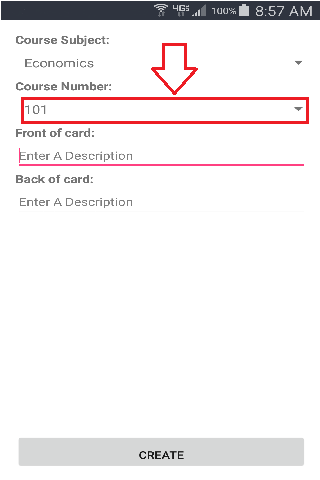 4G 100% 8:57 AM
Course Subject:
Economics
Course Number:
101
Front of card:
Enter A Description
Back of card:
Enter A Description
CREATE